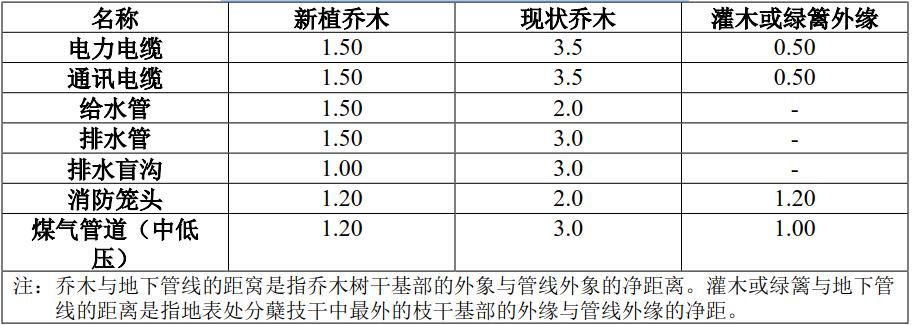 名称 新植乔木 现状乔木 灌木或绿篱外缘
电力电缆 1.50 3.5 0.50
通讯电缆 1.50 3.5 0.50
给水管 1.50 2.0 -
排水管 1.50 3.0 -
排水盲沟 1.00 3.0 -
消防笼头 1.20 2.0 1.20
煤气管道（中低 1.20 3.0 1.00
压）
注：乔木与地下管线的距窝是指乔木树干基部的外象与管线外象的净距离。灌木或绿篱与地下管
线的距离是指地表处分蘖技干中最外的枝干基部的外缘与管线外缘的净距。